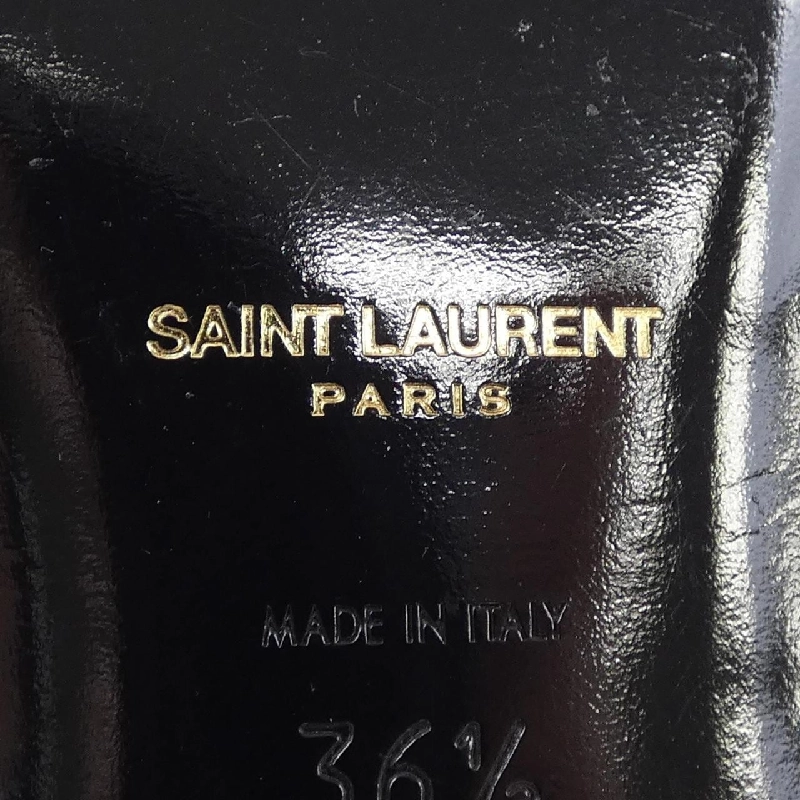 SAINT LAURENT
PARIS
MADE IN ITALY
36½